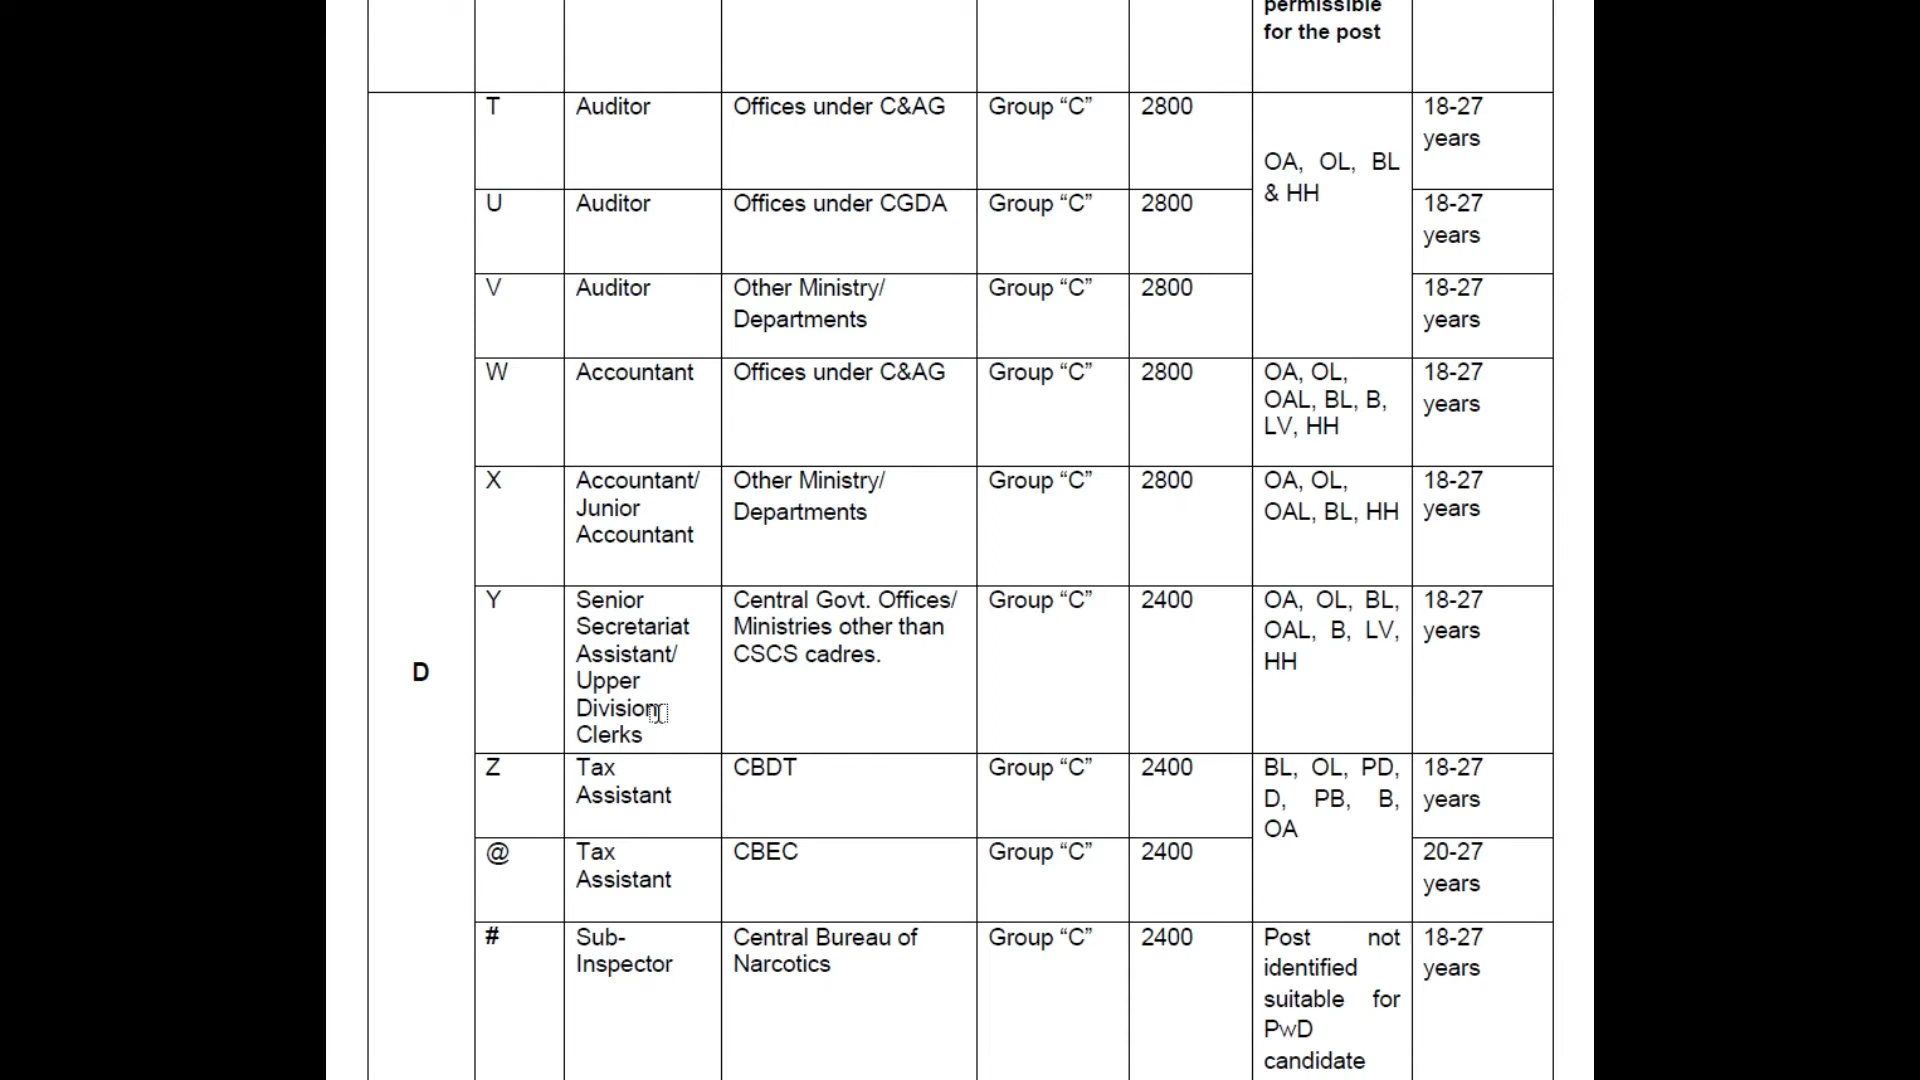 permissible
for the post
D
T
Auditor
Offices under C&AG
Group “C”
2800
OA, OL, BL
& HH
18-27
years
U
Auditor
Offices under CGDA
Group “C”
2800
18-27
years
V
Auditor
Other Ministry/
Departments
Group “C”
2800
18-27
years
W
Accountant
Offices under C&AG
Group “C”
2800
OA, OL,
OAL, BL, B,
LV, HH
18-27
years
X
Accountant/
Junior
Accountant
Other Ministry/
Departments
Group “C”
2800
OA, OL,
OAL, BL, HH
18-27
years
Y
Senior
Secretariat
Assistant/
Upper
Division
Clerks
Central Govt. Offices/
Ministries other than
CSCS cadres.
Group “C”
2400
OA, OL, BL,
OAL, B, LV,
HH
18-27
years
Z
Tax
Assistant
CBDT
Group “C”
2400
BL, OL, PD,
D, PB, B,
OA
18-27
years
@
Tax
Assistant
CBEC
Group “C”
2400
20-27
years
#
Sub-
Inspector
Central Bureau of
Narcotics
Group “C”
2400
Post not
identified
suitable for
PwD
candidate
18-27
years